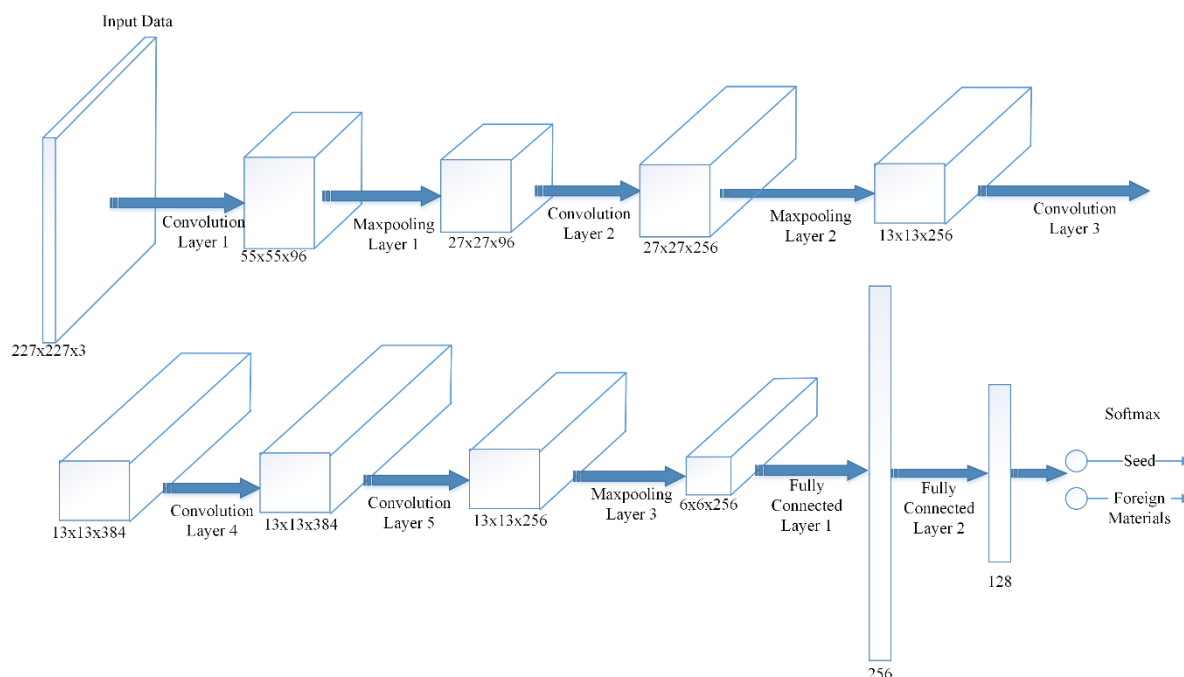 Input Data
227x227x3
Convolution
Layer 1
55x55x96
Maxpooling
Layer 1
27x27x96
Convolution
Layer 2
27x27x256
Maxpooling
Layer 2
13x13x256
Convolution
Layer 3
13x13x384
Convolution
Layer 4
13x13x384
Convolution
Layer 5
13x13x256
Maxpooling
Layer 3
6x6x256
Fully
Connected
Layer 1
256
Fully
Connected
Layer 2
128
Softmax
Seed
Foreign
Materials